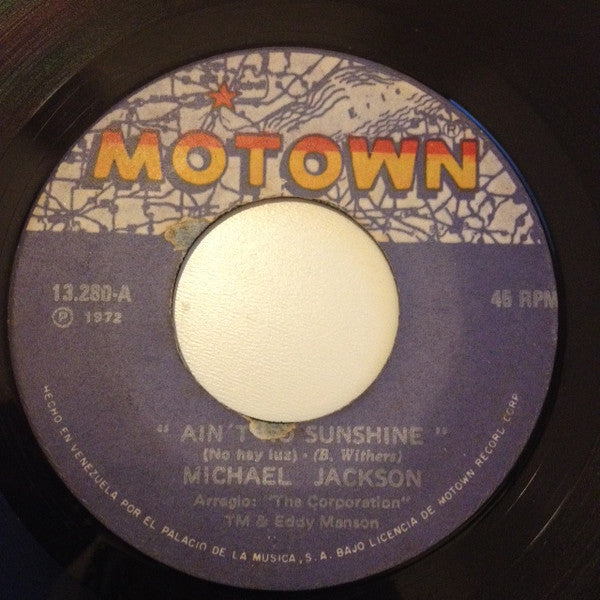 MOTOWN
®
13.280-A
℗ 1972
45 RPM
" AIN´T SUNSHINE "
(No hay luz) - (B. Withers)
MICHAEL JACKSON
Arreglo: "The Corporation"
TM & Eddy Manson
HECHO EN VENEZUELA POR EL PALACIO DE LA MUSICA, S.A. BAJO LICENCIA DE MOTOWN RECORD CORP